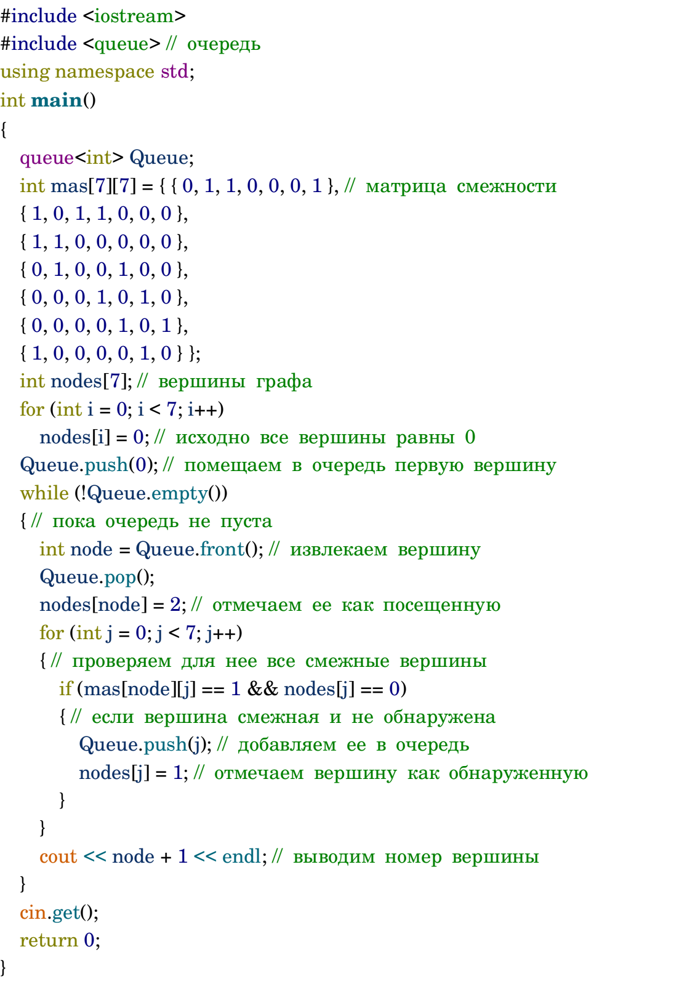 #include <iostream>
#include <queue> // очередь
using namespace std;
int main()
{
queue<int> Queue;
int mas[7][7] = { { 0, 1, 1, 0, 0, 0, 1 }, // матрица смежности
{ 1, 0, 1, 1, 0, 0, 0 },
{ 1, 1, 0, 0, 0, 0, 0 },
{ 0, 1, 0, 0, 1, 0, 0 },
{ 0, 0, 0, 1, 0, 1, 0 },
{ 0, 0, 0, 0, 1, 0, 1 },
{ 1, 0, 0, 0, 0, 1, 0 } };
int nodes[7]; // вершины графа
for (int i = 0; i < 7; i++)
nodes[i] = 0; // исходно все вершины равны 0
Queue.push(0); // помещаем в очередь первую вершину
while (!Queue.empty())
{ // пока очередь не пуста
int node = Queue.front(); // извлекаем вершину
Queue.pop();
nodes[node] = 2; // отмечаем ее как посещенную
for (int j = 0; j < 7; j++)
{ // проверяем для нее все смежные вершины
if (mas[node][j] == 1 && nodes[j] == 0)
{ // если вершина смежная и не обнаружена
Queue.push(j); // добавляем ее в очередь
nodes[j] = 1; // отмечаем вершину как обнаруженную
}
}
cout << node + 1 << endl; // выводим номер вершины
}
cin.get();
return 0;
}